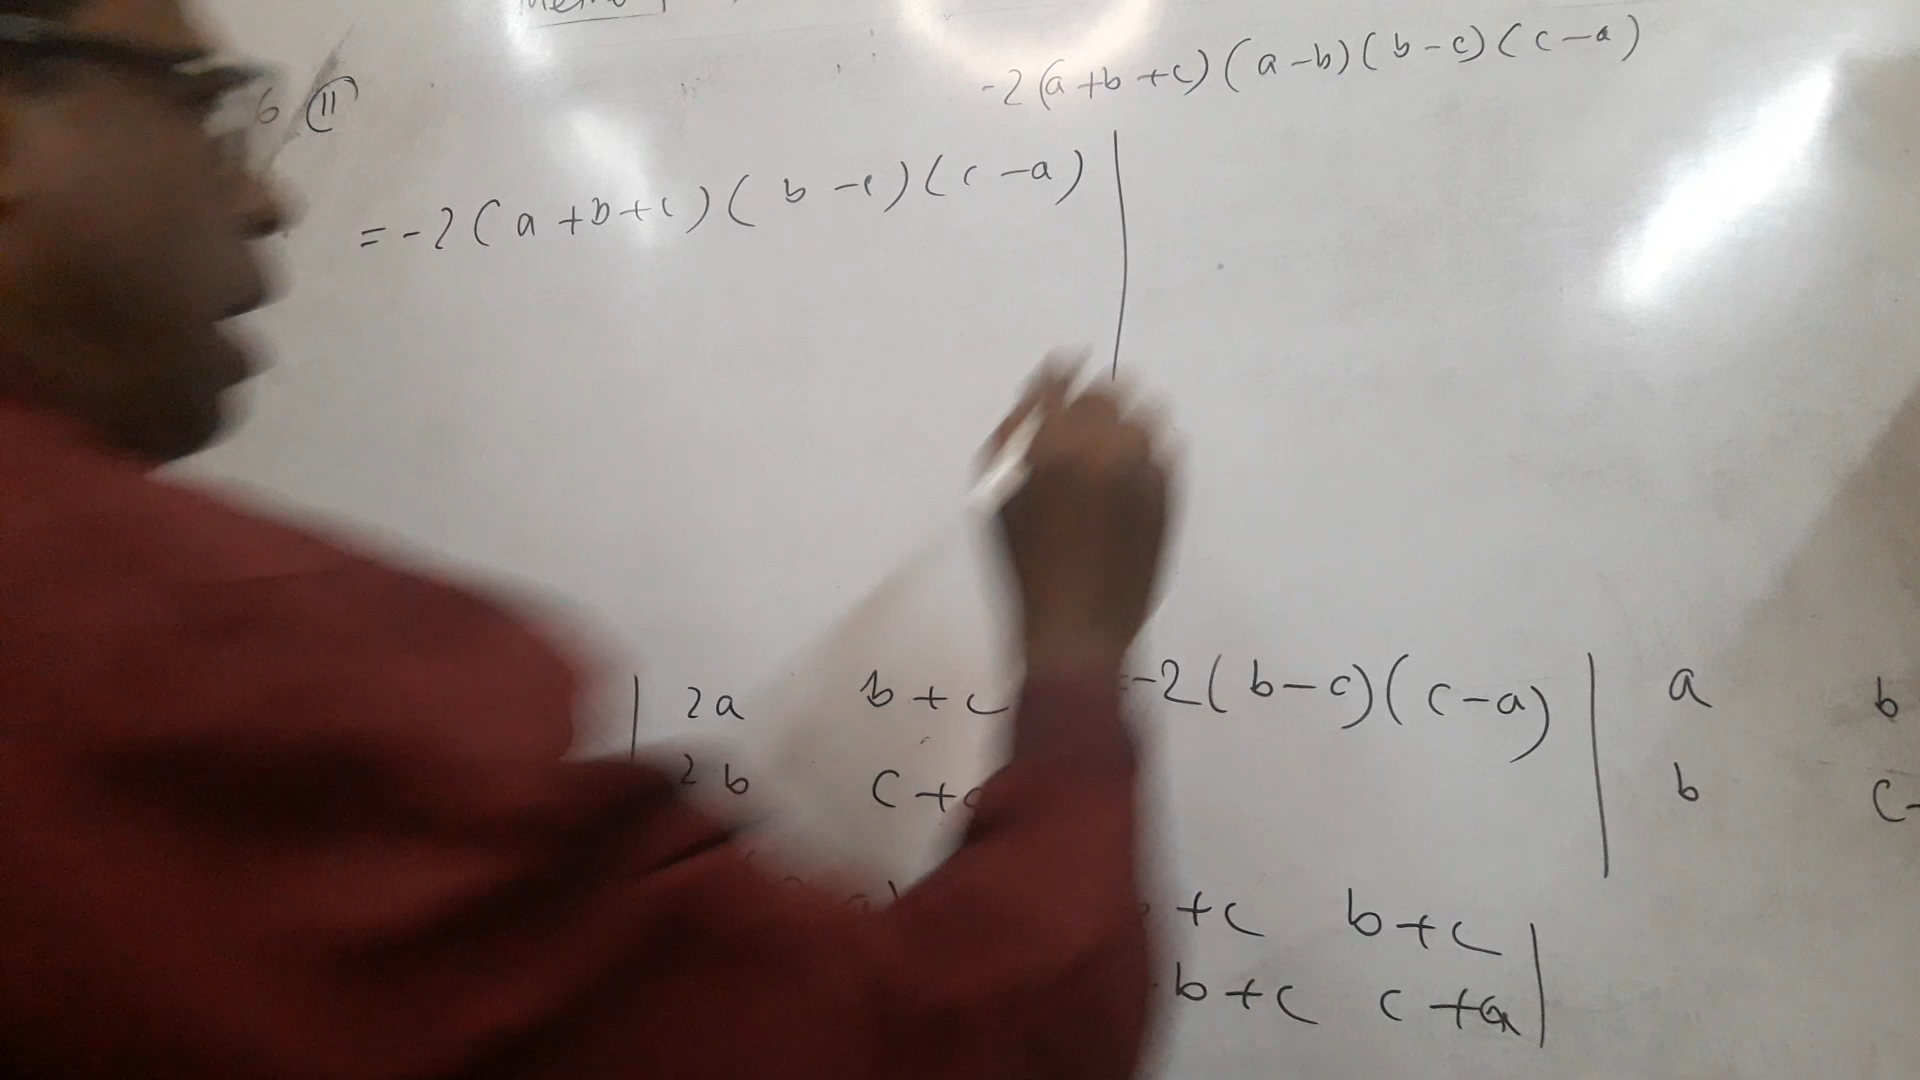 -2(a+b+c)(a-b)(b-c)(c-a)
6 (11)
=-2(a+b+c)(b-c)(c-a) |
| 2a b+c
2b c+
=-2(b-c)(c-a) | a b
b c-
+c b+c |
b+c c+a |